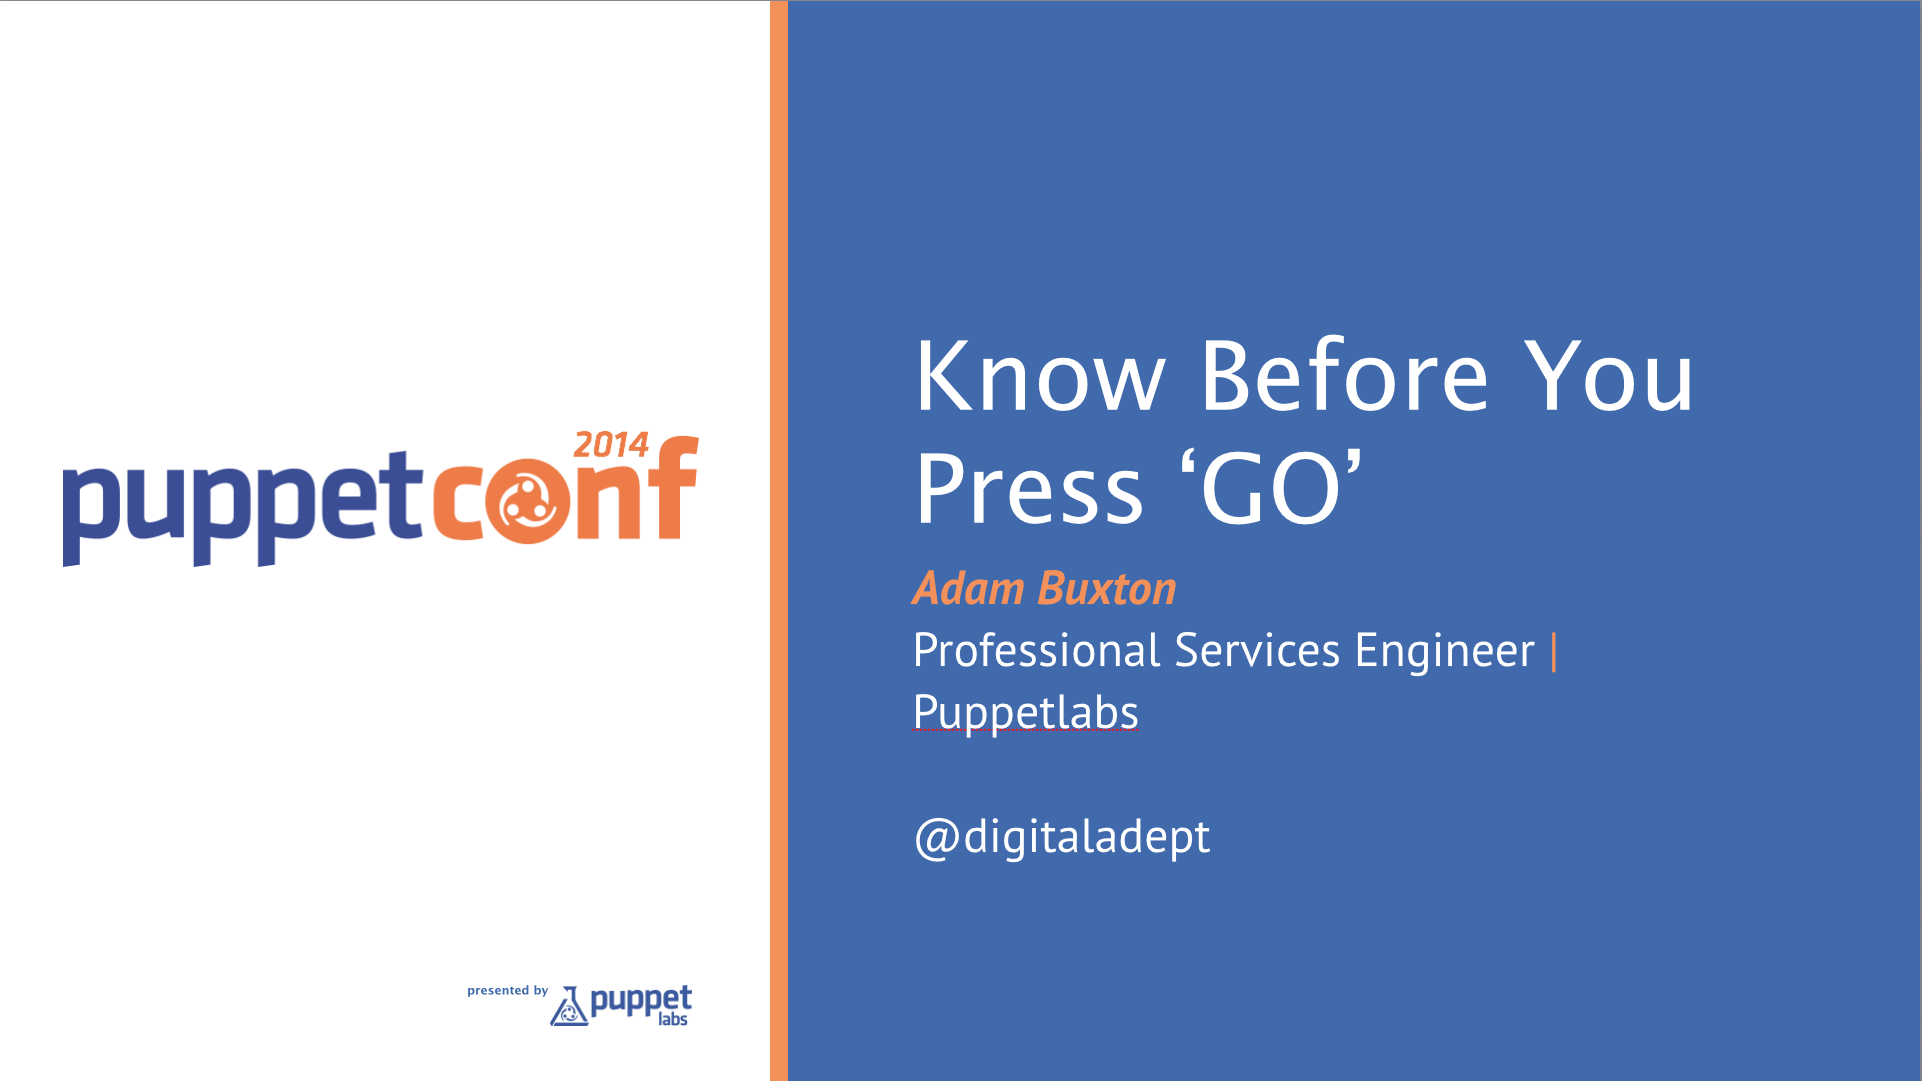 2014
puppetconf
presented by
puppet
labs
Know Before You
Press ‘GO’
Adam Buxton
Professional Services Engineer |
Puppetlabs
@digitaladept